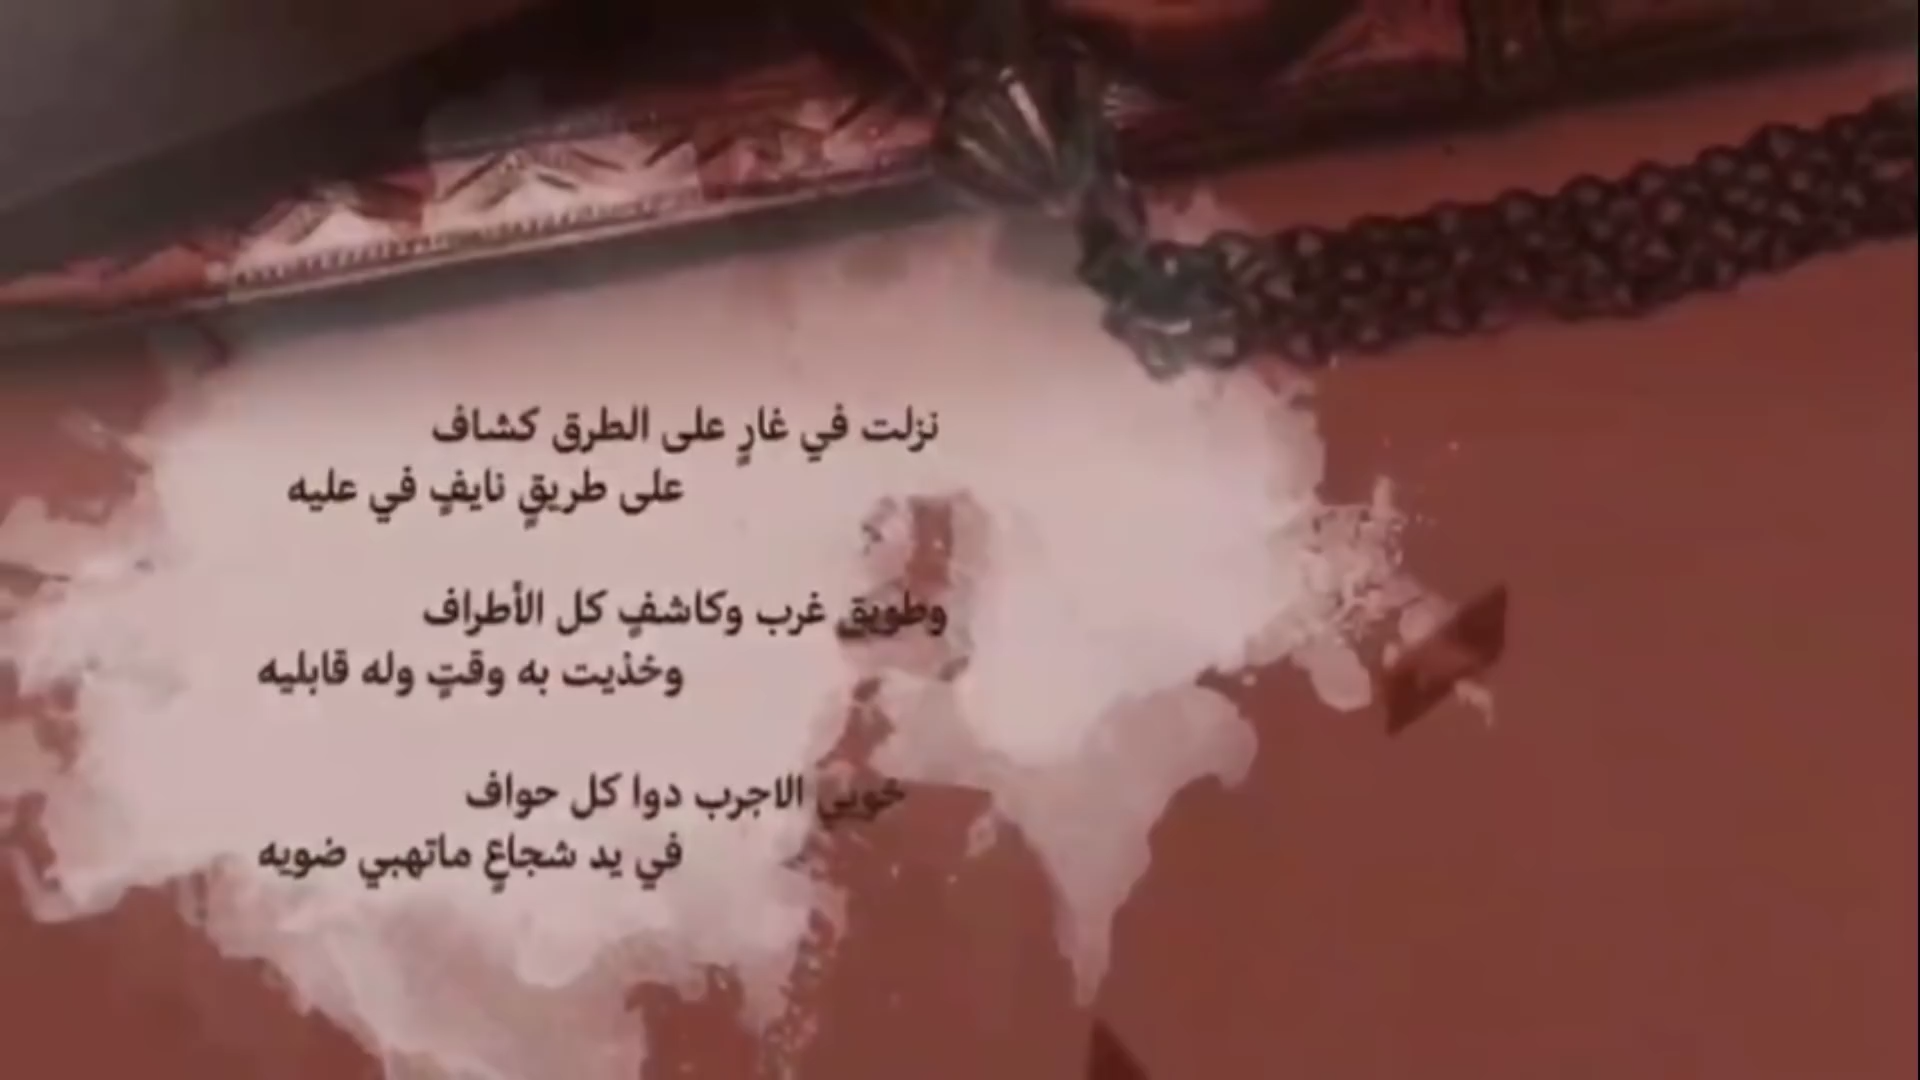 نزلت في غارٍ على الطرق كشاف
على طريقٍ نايفٍ في عليه
وطويق غرب وكاشفٍ كل الأطراف
وخذيت به وقتٍ وله قابليه
خويي الاجرب دوا كل حواف
في يد شجاعٍ ماتهبي ضويه